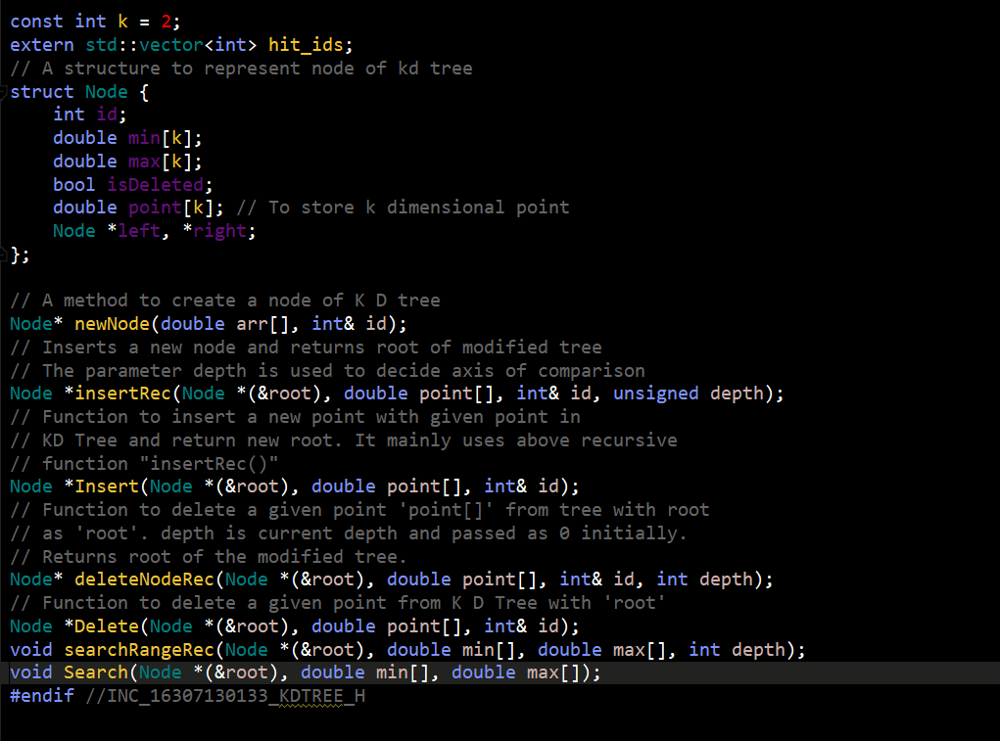 const int k = 2;
extern std::vector<int> hit_ids;
// A structure to represent node of kd tree
struct Node {
    int id;
    double min[k];
    double max[k];
    bool isDeleted;
    double point[k]; // To store k dimensional point
    Node *left, *right;
};

// A method to create a node of K D tree
Node* newNode(double arr[], int& id);
// Inserts a new node and returns root of modified tree
// The parameter depth is used to decide axis of comparison
Node *insertRec(Node *(&root), double point[], int& id, unsigned depth);
// Function to insert a new point with given point in
// KD Tree and return new root. It mainly uses above recursive
// function "insertRec()"
Node *Insert(Node *(&root), double point[], int& id);
// Function to delete a given point 'point[]' from tree with root
// as 'root'. depth is current depth and passed as 0 initially.
// Returns root of the modified tree.
Node* deleteNodeRec(Node *(&root), double point[], int& id, int depth);
// Function to delete a given point from K D Tree with 'root'
Node *Delete(Node *(&root), double point[], int& id);
void searchRangeRec(Node *(&root), double min[], double max[], int depth);
void Search(Node *(&root), double min[], double max[]);
#endif //INC_16307130133_KDTREE_H